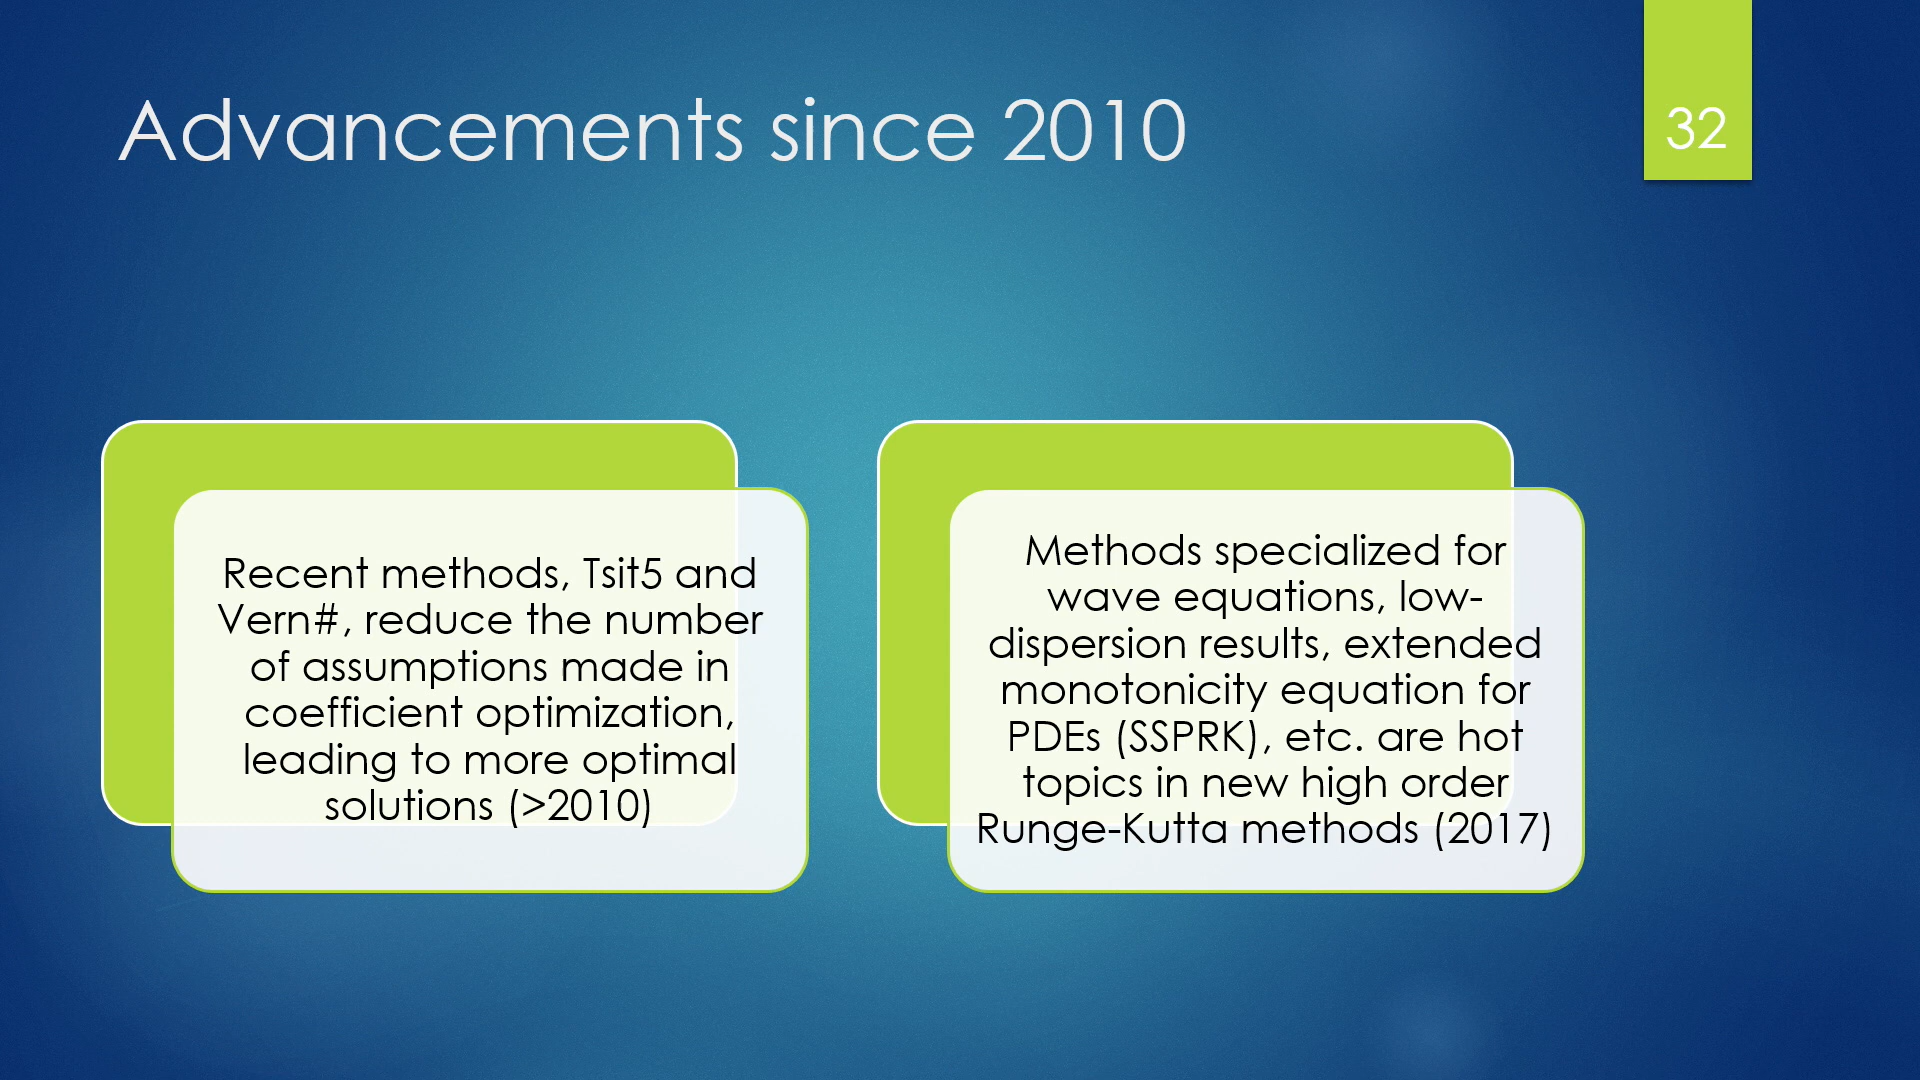 Advancements since 2010
32
Recent methods, Tsit5 and
Vern#, reduce the number
of assumptions made in
coefficient optimization,
leading to more optimal
solutions (>2010)
Methods specialized for
wave equations, low-
dispersion results, extended
monotonicity equation for
PDEs (SSPRK), etc. are hot
topics in new high order
Runge-Kutta methods (2017)